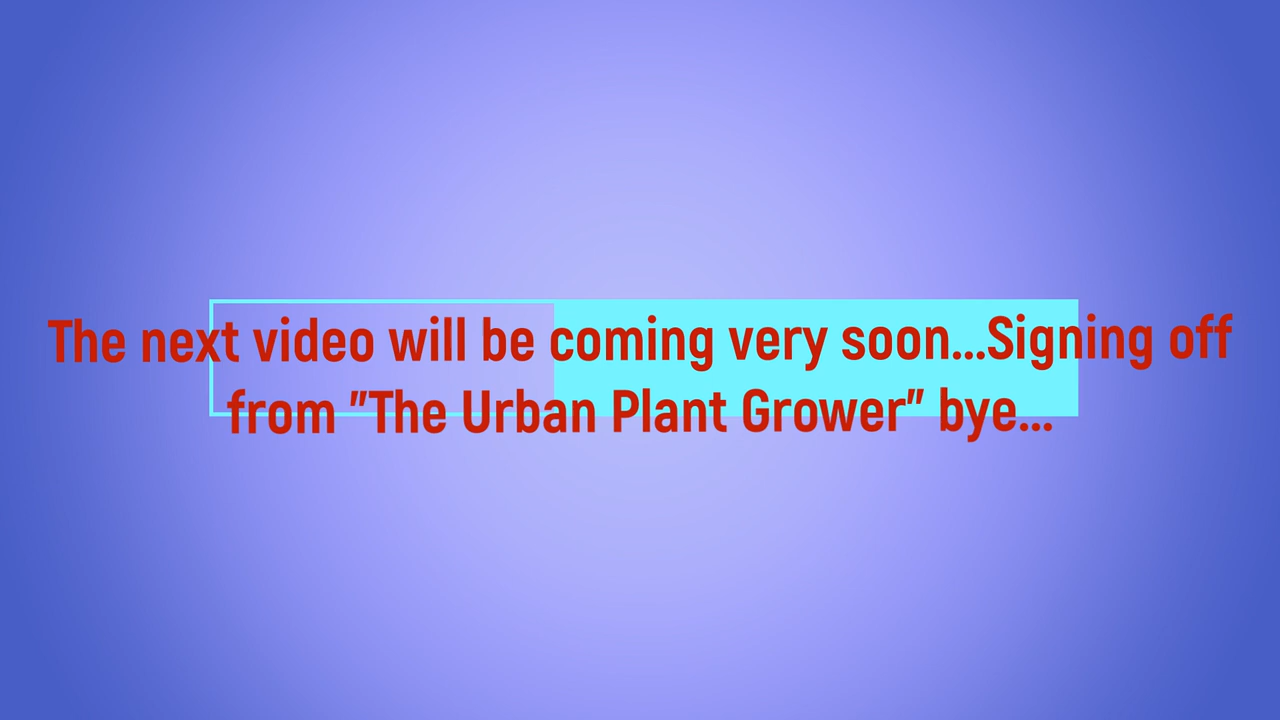 The next video will be coming very soon...Signing off
from "The Urban Plant Grower" bye...